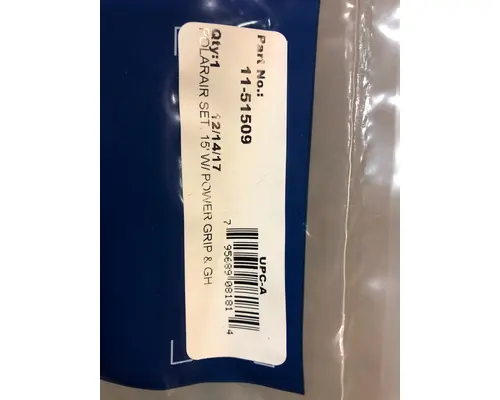 Part No.:
11-51509
Qty:1 12/14/17
POLARAIR SET, 15' W/ POWER GRIP & GH
UPC-A
7 95689 08181 4